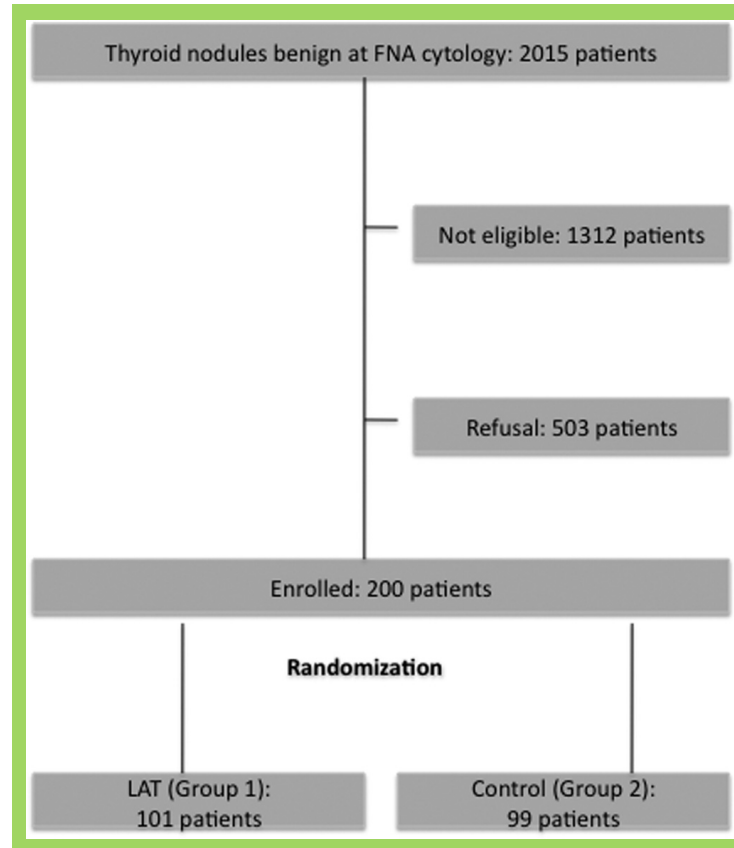 Thyroid nodules benign at FNA cytology: 2015 patients
Not eligible: 1312 patients
Refusal: 503 patients
Enrolled: 200 patients
Randomization
LAT (Group 1):
101 patients
Control (Group 2):
99 patients